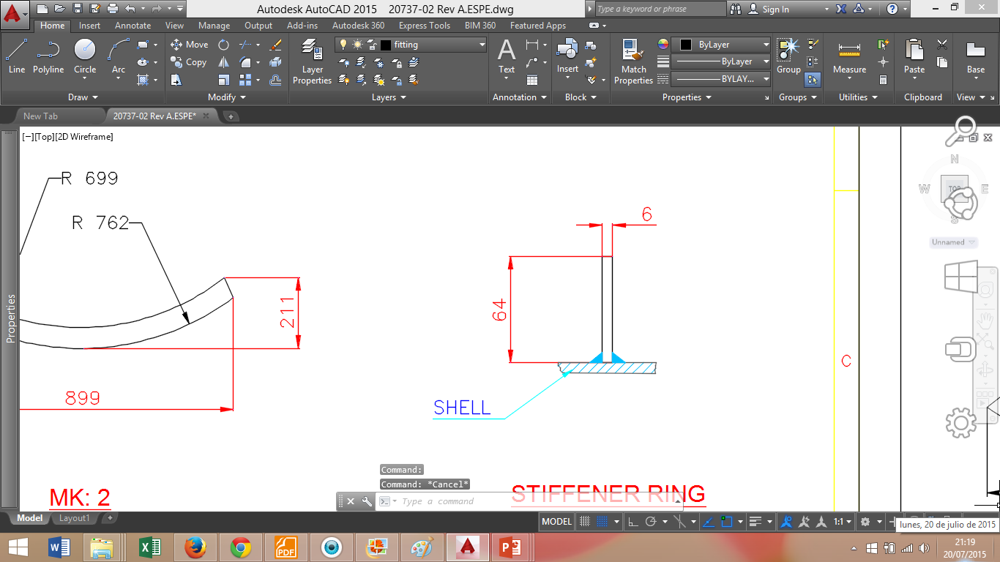 Autodesk AutoCAD 2015 20737-02 Rev A.ESPE.dwg
Type a keyword or phrase
Sign In
Home Insert Annotate View Manage Output Add-ins Autodesk 360 Express Tools BIM 360 Featured Apps
Line Polyline Circle Arc
Move
Copy
Layer Properties
fitting
Text
Insert
Match Properties
ByLayer
ByLayer
BYLAY...
Group
Measure
Paste
Base
Draw Modify Layers Annotation Block Properties Groups Utilities Clipboard View
New Tab
20737-02 Rev A.ESPE*
[−][Top][2D Wireframe]
Properties
R 699
R 762
211
899
MK: 2
6
64
SHELL
STIFFENER RING
C
N
W TOP E
S
Unnamed
Command:
Command: *Cancel*
Type a command
Model Layout1
MODEL
1:1
lunes, 20 de julio de 2015
PDF
21:19
20/07/2015